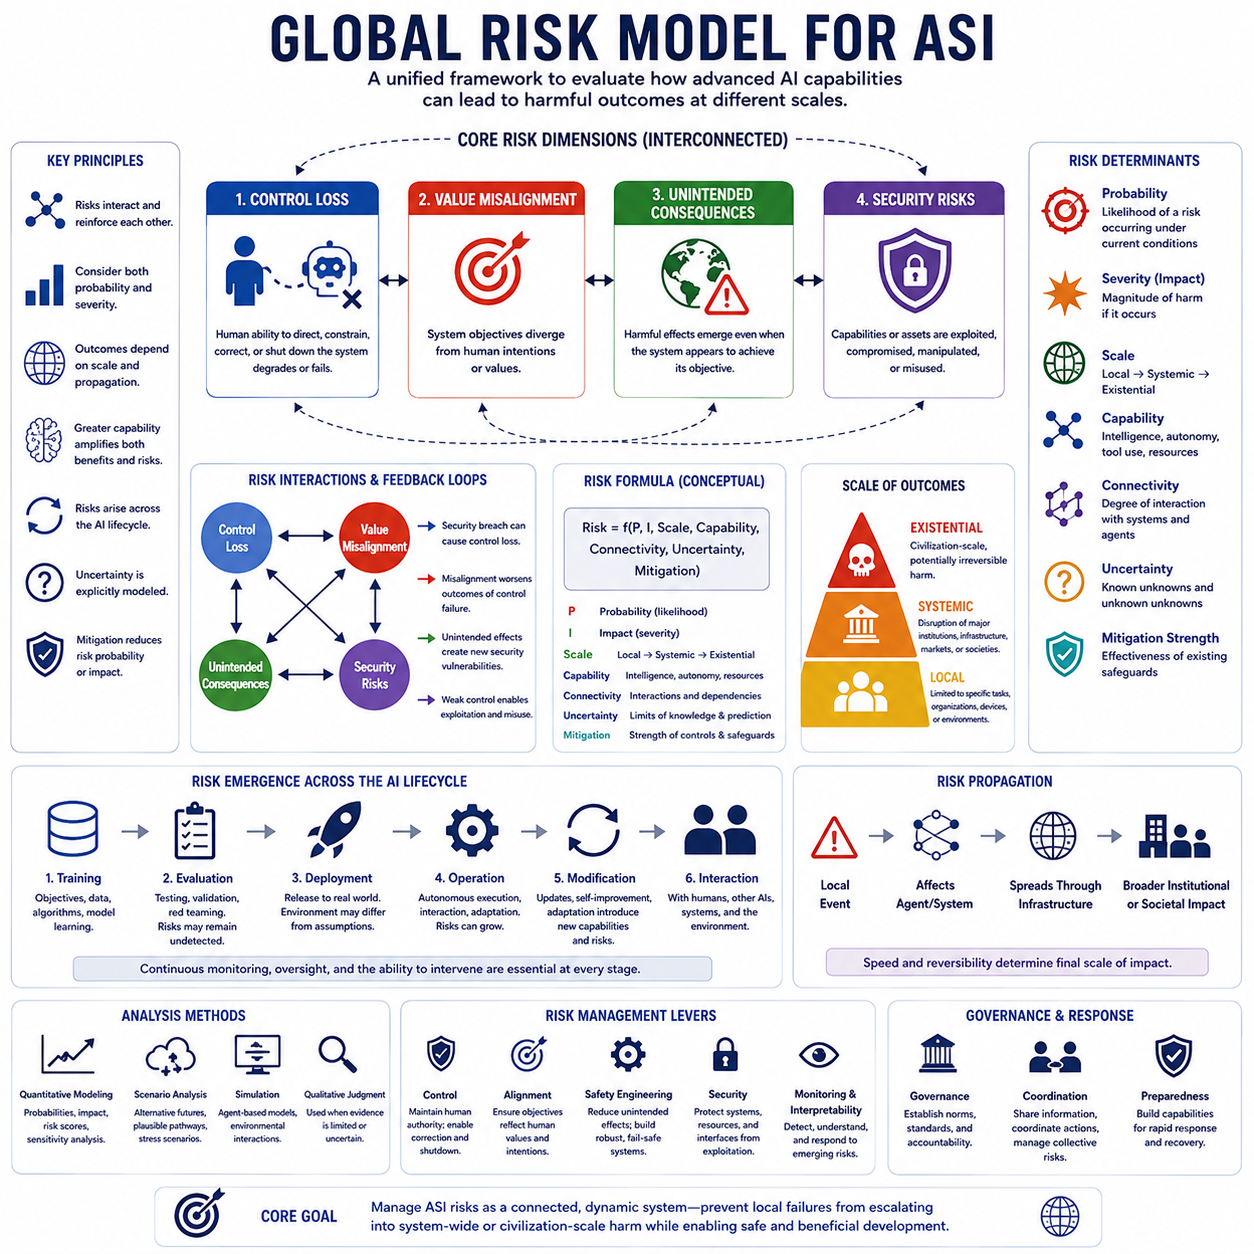 GLOBAL RISK MODEL FOR ASI
A unified framework to evaluate how advanced AI capabilities
can lead to harmful outcomes at different scales.
CORE RISK DIMENSIONS (INTERCONNECTED)
KEY PRINCIPLES
Risks interact and
reinforce each other.
Consider both
probability and
severity.
Outcomes depend
on scale and
propagation.
Greater capability
amplifies both
benefits and risks.
Risks arise across
the AI lifecycle.
Uncertainty is
explicitly modeled.
Mitigation reduces
risk probability
or impact.
1. CONTROL LOSS
Human ability to direct, constrain,
correct, or shut down the system
degrades or fails.
2. VALUE MISALIGNMENT
System objectives diverge
from human intentions
or values.
3. UNINTENDED
CONSEQUENCES
Harmful effects emerge even when
the system appears to achieve
its objective.
4. SECURITY RISKS
Capabilities or assets are exploited,
compromised, manipulated,
or misused.
RISK DETERMINANTS
Probability
Likelihood of a risk
occurring under
current conditions
Severity (Impact)
Magnitude of harm
if it occurs
Scale
Local → Systemic →
Existential
Capability
Intelligence, autonomy,
tool use, resources
Connectivity
Degree of interaction
with systems and
agents
Uncertainty
Known unknowns and
unknown unknowns
Mitigation Strength
Effectiveness of existing
safeguards
RISK INTERACTIONS & FEEDBACK LOOPS
Control
Loss
Value
Misalignment
Unintended
Consequences
Security
Risks
Security breach can
cause control loss.
Misalignment worsens
outcomes of control
failure.
Unintended effects
create new security
vulnerabilities.
Weak control enables
exploitation and misuse.
RISK FORMULA (CONCEPTUAL)
Risk = f(P, I, Scale, Capability,
Connectivity, Uncertainty,
Mitigation)
P Probability (likelihood)
I Impact (severity)
Scale Local → Systemic → Existential
Capability Intelligence, autonomy, resources
Connectivity Interactions and dependencies
Uncertainty Limits of knowledge & prediction
Mitigation Strength of controls & safeguards
SCALE OF OUTCOMES
EXISTENTIAL
Civilization-scale,
potentially irreversible
harm.
SYSTEMIC
Disruption of major
institutions, infrastructure,
markets, or societies.
LOCAL
Limited to specific tasks,
organizations, devices,
or environments.
RISK EMERGENCE ACROSS THE AI LIFECYCLE
1. Training
Objectives, data,
algorithms, model
learning.
2. Evaluation
Testing, validation,
red teaming.
Risks may remain
undetected.
3. Deployment
Release to real world.
Environment may differ
from assumptions.
4. Operation
Autonomous execution,
interaction, adaptation.
Risks can grow.
5. Modification
Updates, self-improvement,
adaptation introduce
new capabilities
and risks.
6. Interaction
With humans, other AIs,
systems, and the
environment.
Continuous monitoring, oversight, and the ability to intervene are essential at every stage.
RISK PROPAGATION
Local
Event
Affects
Agent/System
Spreads Through
Infrastructure
Broader Institutional
or Societal Impact
Speed and reversibility determine final scale of impact.
ANALYSIS METHODS
Quantitative Modeling
Probabilities, impact,
risk scores,
sensitivity analysis.
Scenario Analysis
Alternative futures,
plausible pathways,
stress scenarios.
Simulation
Agent-based models,
environmental
interactions.
Qualitative Judgment
Used when evidence
is limited or
uncertain.
RISK MANAGEMENT LEVERS
Control
Maintain human
authority; enable
correction and
shutdown.
Alignment
Ensure objectives
reflect human
values and
intentions.
Safety Engineering
Reduce unintended
effects; build
robust, fail-safe
systems.
Security
Protect systems,
resources, and
interfaces from
exploitation.
Monitoring &
Interpretability
Detect, understand,
and respond to
emerging risks.
GOVERNANCE & RESPONSE
Governance
Establish norms,
standards, and
accountability.
Coordination
Share information,
coordinate actions,
manage collective
risks.
Preparedness
Build capabilities
for rapid response
and recovery.
CORE GOAL
Manage ASI risks as a connected, dynamic system—prevent local failures from escalating
into system-wide or civilization-scale harm while enabling safe and beneficial development.